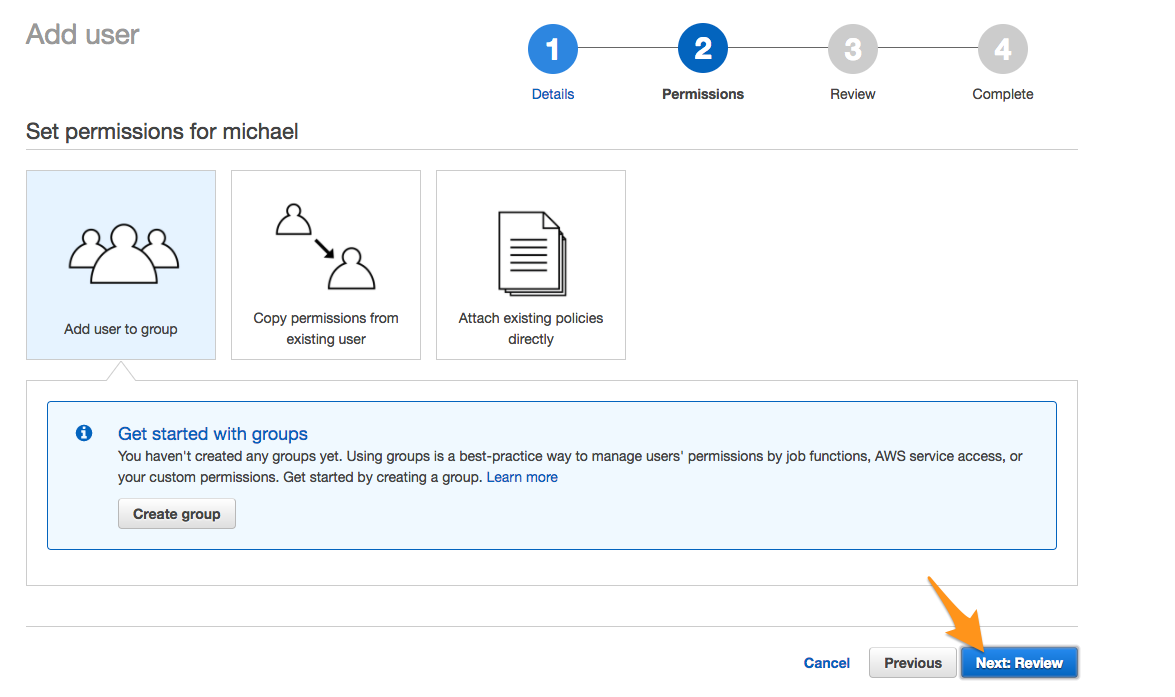 Add user
1
2
3
4
Details
Permissions
Review
Complete
Set permissions for michael
Add user to group
Copy permissions from
existing user
Attach existing policies
directly
Get started with groups
You haven't created any groups yet. Using groups is a best-practice way to manage users' permissions by job functions, AWS service access, or
your custom permissions. Get started by creating a group. Learn more
Create group
Cancel
Previous
Next: Review